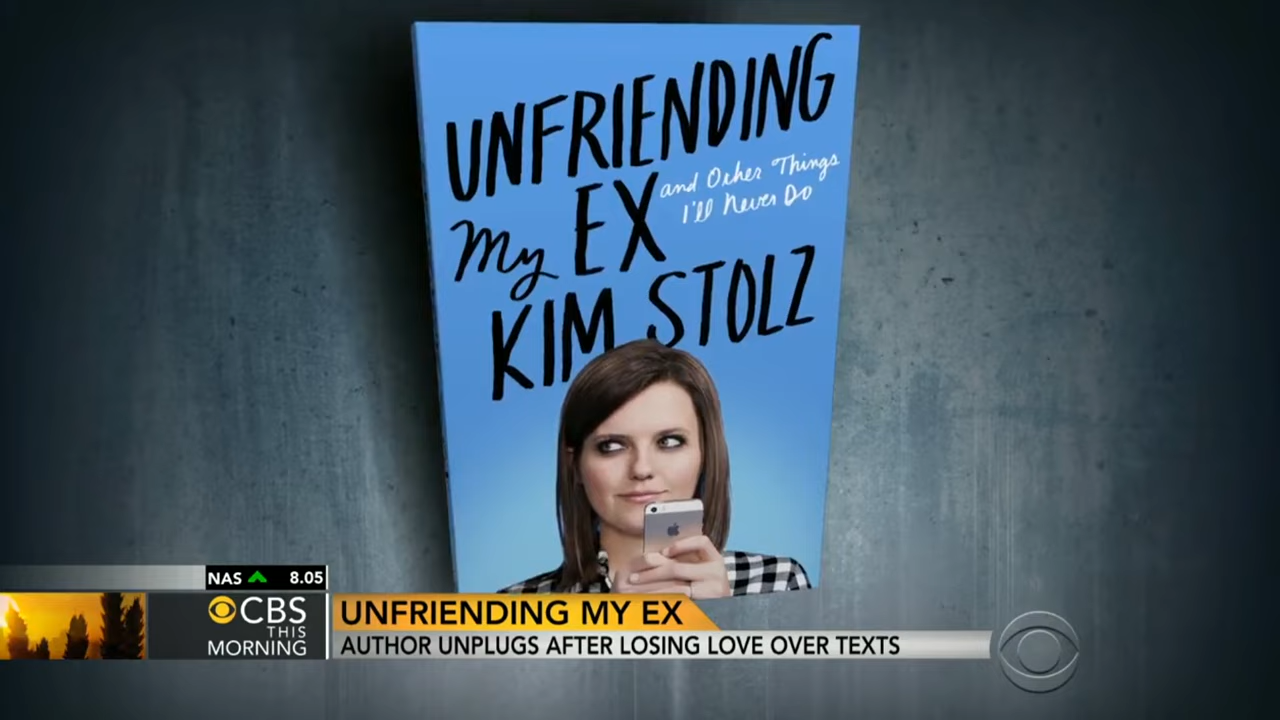 UNFRIENDING
and Other Things
I'll Never Do
My EX
KIM STOLZ
NAS 8.05
CBS
THIS
MORNING
UNFRIENDING MY EX
AUTHOR UNPLUGS AFTER LOSING LOVE OVER TEXTS